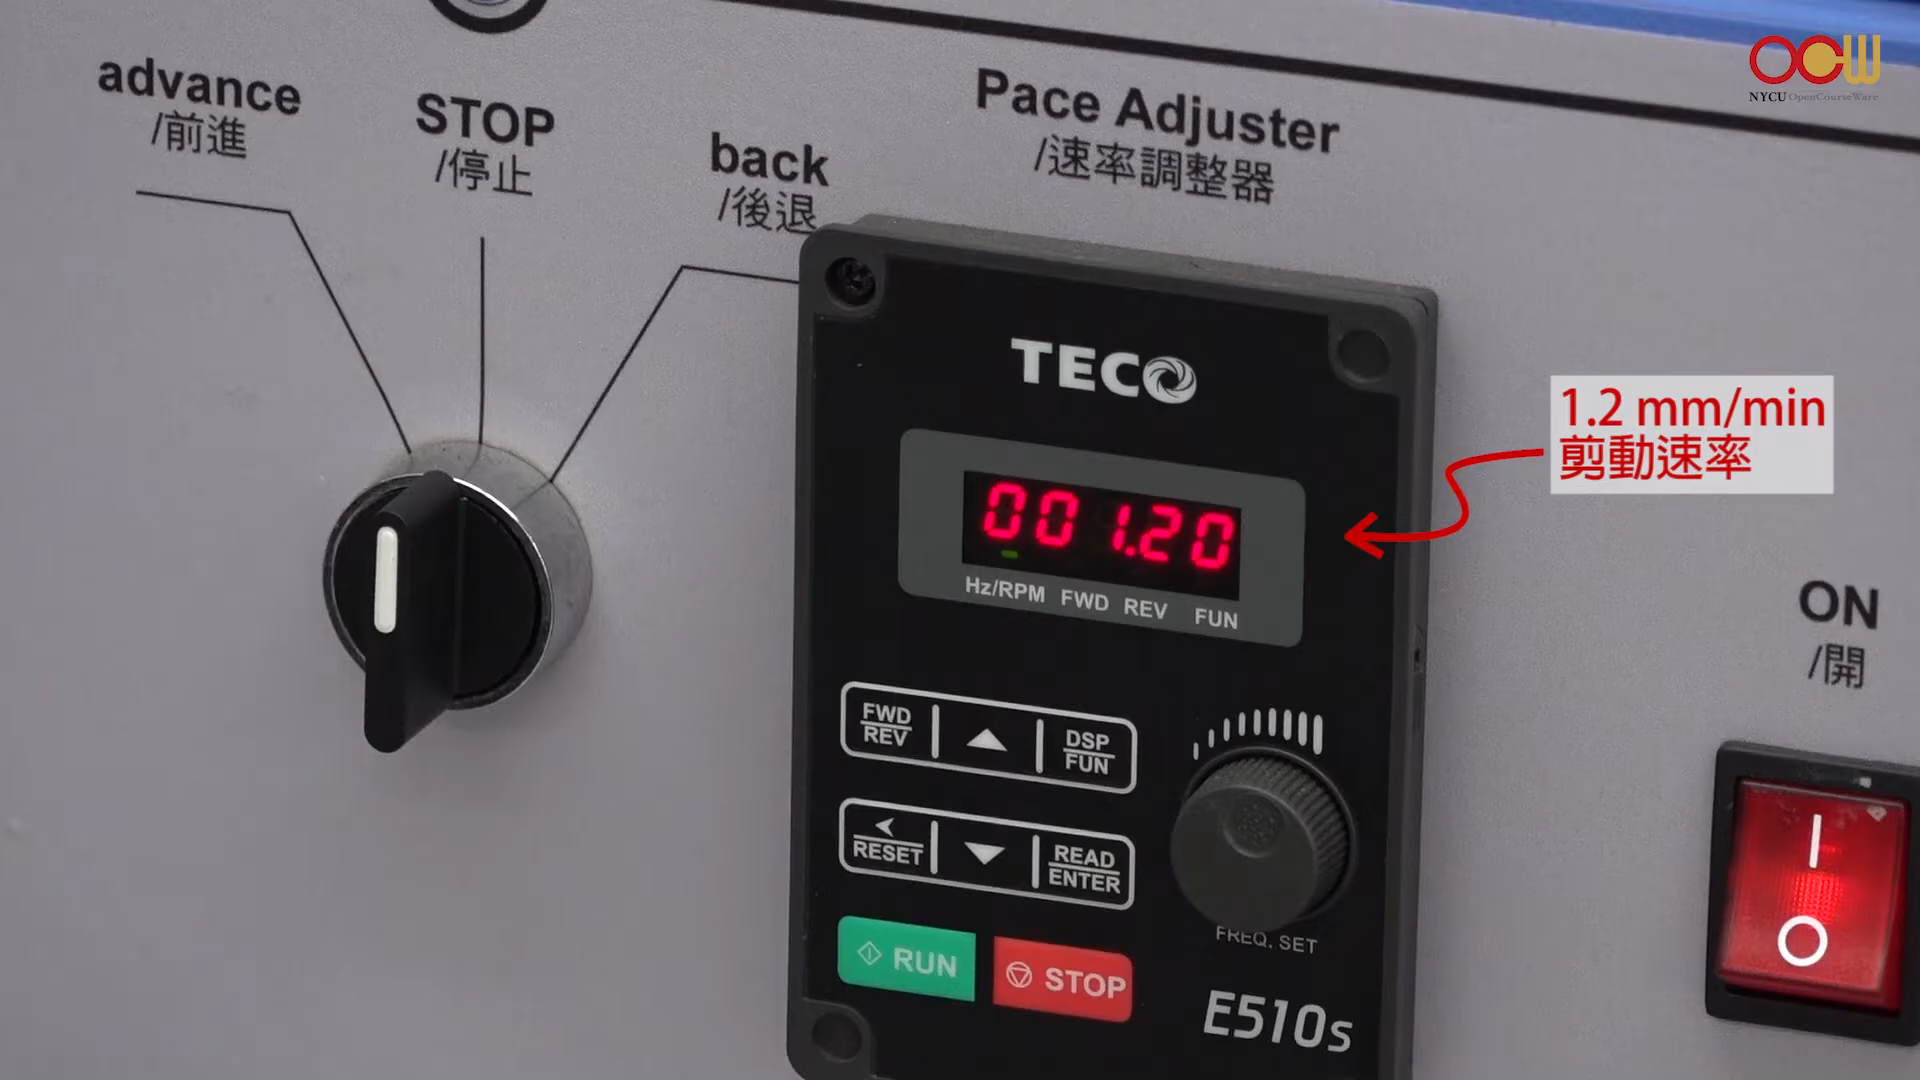 OCW
NYCU OpenCourseWare
advance
/前進
STOP
/停止
back
/後退
Pace Adjuster
/速率調整器
TECO
1.2 mm/min
剪動速率
001.20
Hz/RPM FWD REV FUN
ON
/開
FWD
REV
DSP
FUN
RESET
READ
ENTER
FREQ. SET
RUN
STOP
E510s